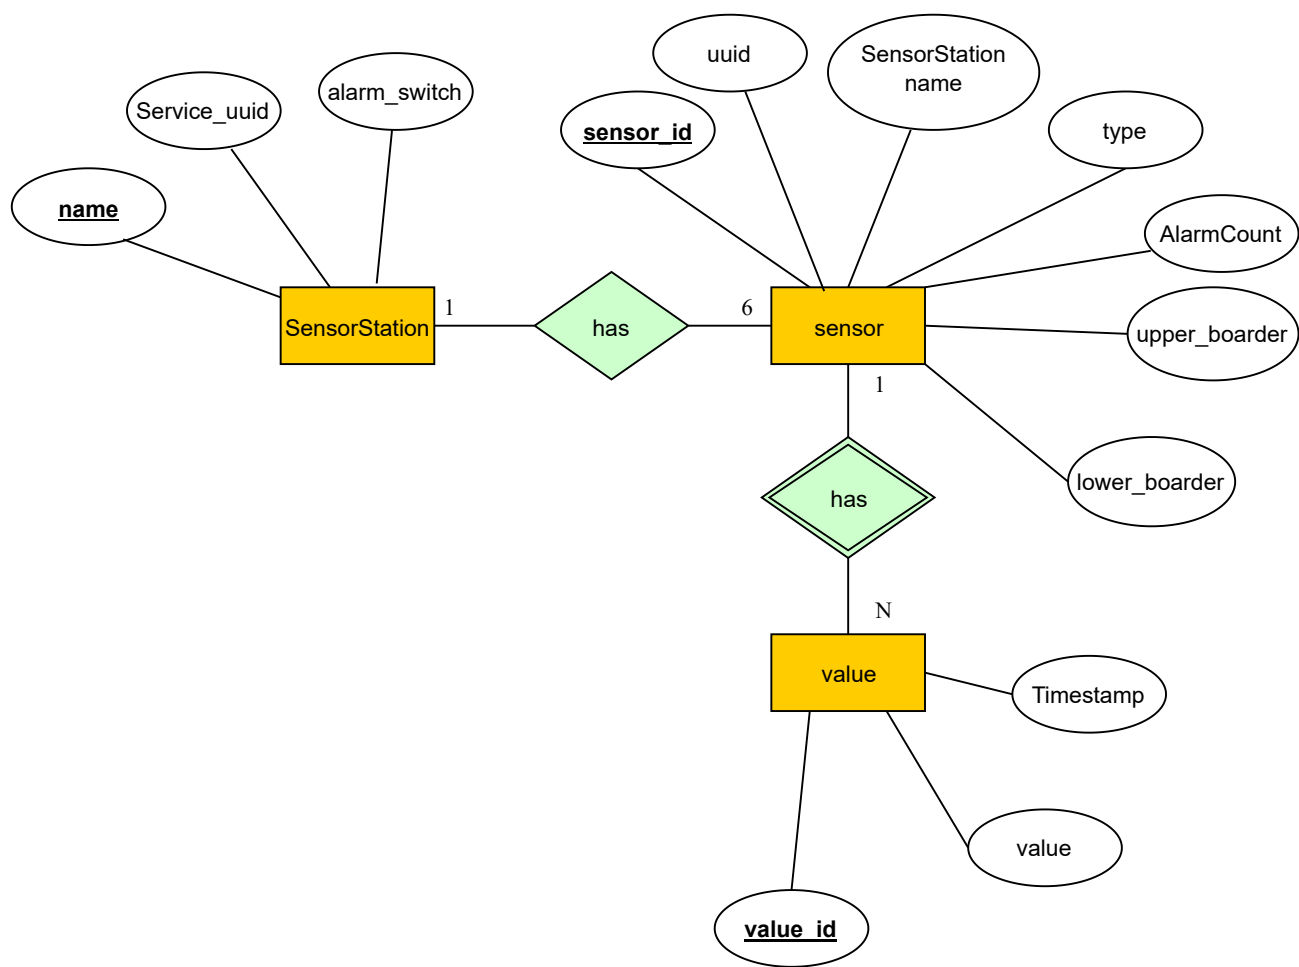 uuid
SensorStation
name
alarm_switch
Service_uuid
sensor_id
type
name
AlarmCount
1
6
SensorStation
has
sensor
upper_boarder
1
lower_boarder
has
N
value
Timestamp
value
value_id